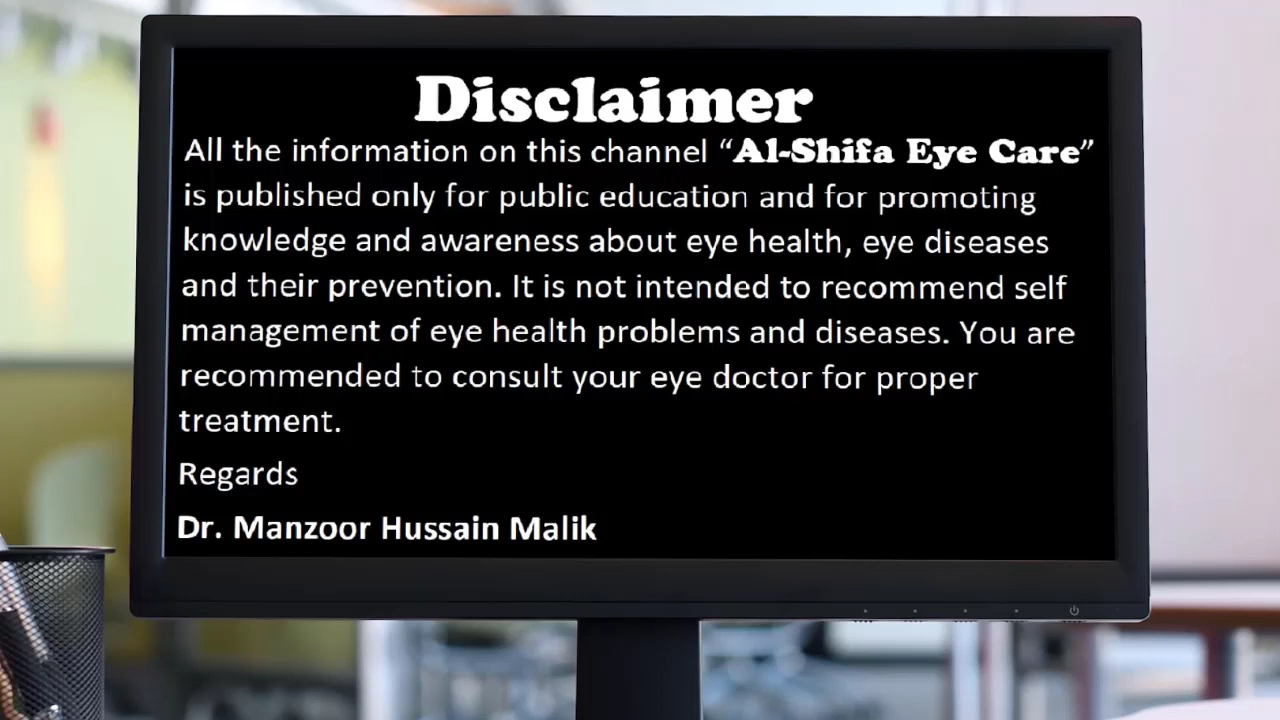 Disclaimer
All the information on this channel “Al-Shifa Eye Care”
is published only for public education and for promoting
knowledge and awareness about eye health, eye diseases
and their prevention. It is not intended to recommend self
management of eye health problems and diseases. You are
recommended to consult your eye doctor for proper
treatment.
Regards
Dr. Manzoor Hussain Malik